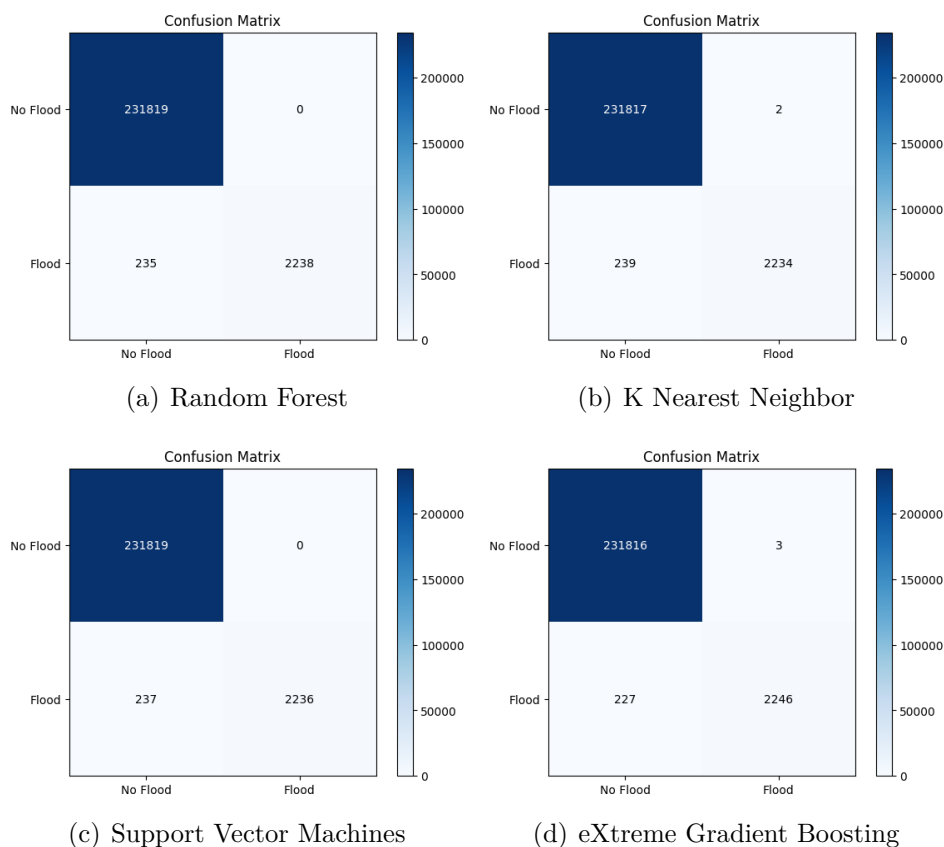 Confusion Matrix
No Flood
231819
0
Flood
235
2238
No Flood
Flood
200000
150000
100000
50000
0
(a) Random Forest
Confusion Matrix
No Flood
231817
2
Flood
239
2234
No Flood
Flood
200000
150000
100000
50000
0
(b) K Nearest Neighbor
Confusion Matrix
No Flood
231819
0
Flood
237
2236
No Flood
Flood
200000
150000
100000
50000
0
(c) Support Vector Machines
Confusion Matrix
No Flood
231816
3
Flood
227
2246
No Flood
Flood
200000
150000
100000
50000
0
(d) eXtreme Gradient Boosting